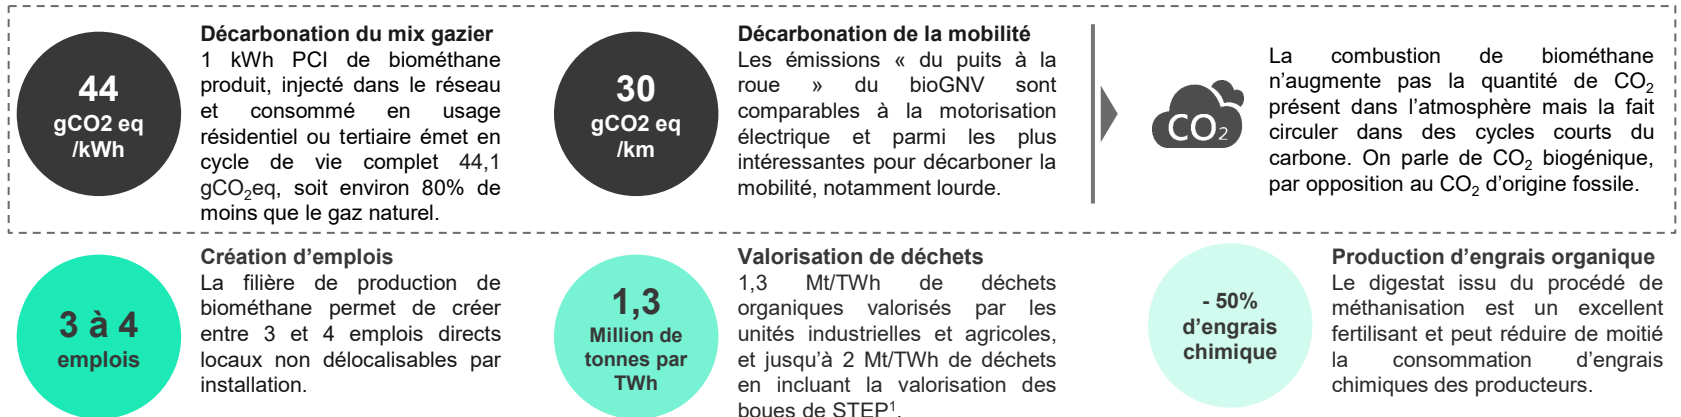 44
gCO2 eq
/kWh
Décarbonation du mix gazier
1 kWh PCI de biométhane
produit, injecté dans le réseau
et consommé en usage
résidentiel ou tertiaire émet en
cycle de vie complet 44,1
gCO₂eq, soit environ 80% de
moins que le gaz naturel.
30
gCO2 eq
/km
Décarbonation de la mobilité
Les émissions « du puits à la
roue » du bioGNV sont
comparables à la motorisation
électrique et parmi les plus
intéressantes pour décarboner la
mobilité, notamment lourde.
CO₂
La combustion de biométhane
n’augmente pas la quantité de CO₂
présent dans l’atmosphère mais la fait
circuler dans des cycles courts du
carbone. On parle de CO₂ biogénique,
par opposition au CO₂ d’origine fossile.
3 à 4
emplois
Création d’emplois
La filière de production de
biométhane permet de créer
entre 3 et 4 emplois directs
locaux non délocalisables par
installation.
1,3
Million de
tonnes par
TWh
Valorisation de déchets
1,3 Mt/TWh de déchets
organiques valorisés par les
unités industrielles et agricoles,
et jusqu’à 2 Mt/TWh de déchets
en incluant la valorisation des
boues de STEP¹.
- 50%
d’engrais
chimique
Production d’engrais organique
Le digestat issu du procédé de
méthanisation est un excellent
fertilisant et peut réduire de moitié
la consommation d’engrais
chimiques des producteurs.